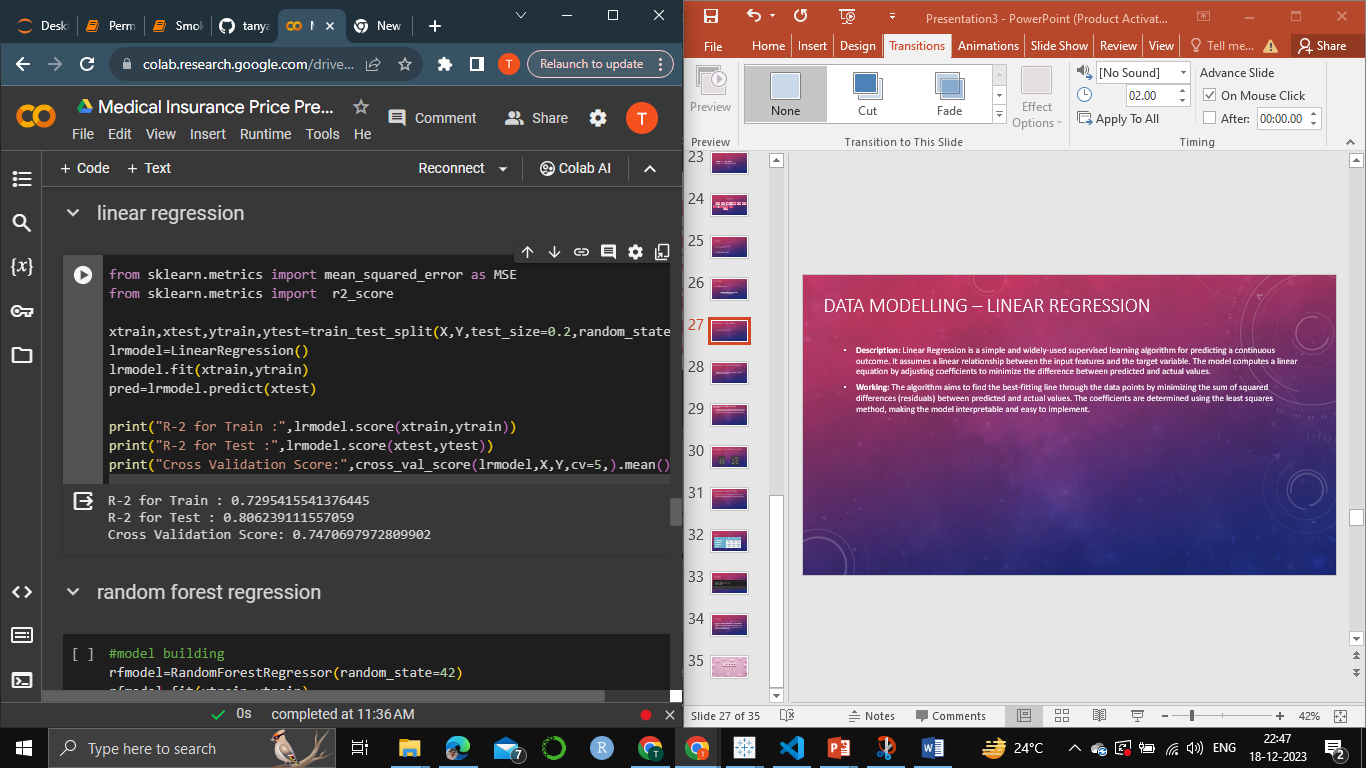 Deskt
Perm
Smok
tanya
New
colab.research.google.com/drive...
T
Relaunch to update
Medical Insurance Price Pre...
File Edit View Insert Runtime Tools He
Comment
Share
T
+ Code + Text
Reconnect
Colab AI
linear regression
from sklearn.metrics import mean_squared_error as MSE
from sklearn.metrics import r2_score
xtrain,xtest,ytrain,ytest=train_test_split(X,Y,test_size=0.2,random_state
lrmodel=LinearRegression()
lrmodel.fit(xtrain,ytrain)
pred=lrmodel.predict(xtest)
print("R-2 for Train :",lrmodel.score(xtrain,ytrain))
print("R-2 for Test :",lrmodel.score(xtest,ytest))
print("Cross Validation Score:",cross_val_score(lrmodel,X,Y,cv=5,).mean()
R-2 for Train : 0.7295415541376445
R-2 for Test : 0.806239111557059
Cross Validation Score: 0.7470697972809902
random forest regression
[ ]
#model building
rfmodel=RandomForestRegressor(random_state=42)
rfmodel.fit(xtrain,ytrain)
0s completed at 11:36 AM
Presentation3 - PowerPoint (Product Activat...
File Home Insert Design Transitions Animations Slide Show Review View Tell me... Share
Preview
None
Cut
Fade
Effect
Options
[No Sound]
02.00
Apply To All
Advance Slide
On Mouse Click
After: 00:00.00
Preview
Transition to This Slide
Timing
23
24
25
26
27
28
29
30
31
32
33
34
35
DATA MODELLING – LINEAR REGRESSION
• Description: Linear Regression is a simple and widely-used supervised learning algorithm for predicting a continuous
outcome. It assumes a linear relationship between the input features and the target variable. The model computes a linear
equation by adjusting coefficients to minimize the difference between predicted and actual values.
• Working: The algorithm aims to find the best-fitting line through the data points by minimizing the sum of squared
differences (residuals) between predicted and actual values. The coefficients are determined using the least squares
method, making the model interpretable and easy to implement.
Slide 27 of 35
Notes
Comments
42%
Type here to search
7
R
24°C
ENG
22:47
18-12-2023
2